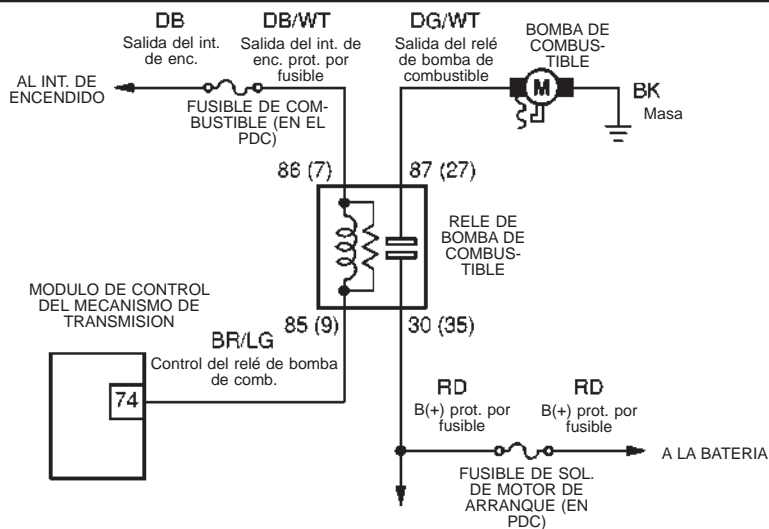 DB
Salida del int.
de enc.
DB/WT
Salida del int. de
enc. prot. por
fusible
DG/WT
Salida del relé
de bomba de
combustible
BOMBA DE
COMBUS-
TIBLE
AL INT. DE
ENCENDIDO
FUSIBLE DE COM-
BUSTIBLE (EN EL
PDC)
M
BK
Masa
86 (7)
87 (27)
RELE DE
BOMBA DE
COMBUS-
TIBLE
MODULO DE CONTROL
DEL MECANISMO DE
TRANSMISION
85 (9)
30 (35)
BR/LG
Control del relé de bomba
de comb.
74
RD
B(+) prot. por
fusible
RD
B(+) prot. por
fusible
A LA BATERIA
FUSIBLE DE SOL.
DE MOTOR DE
ARRANQUE (EN
PDC)